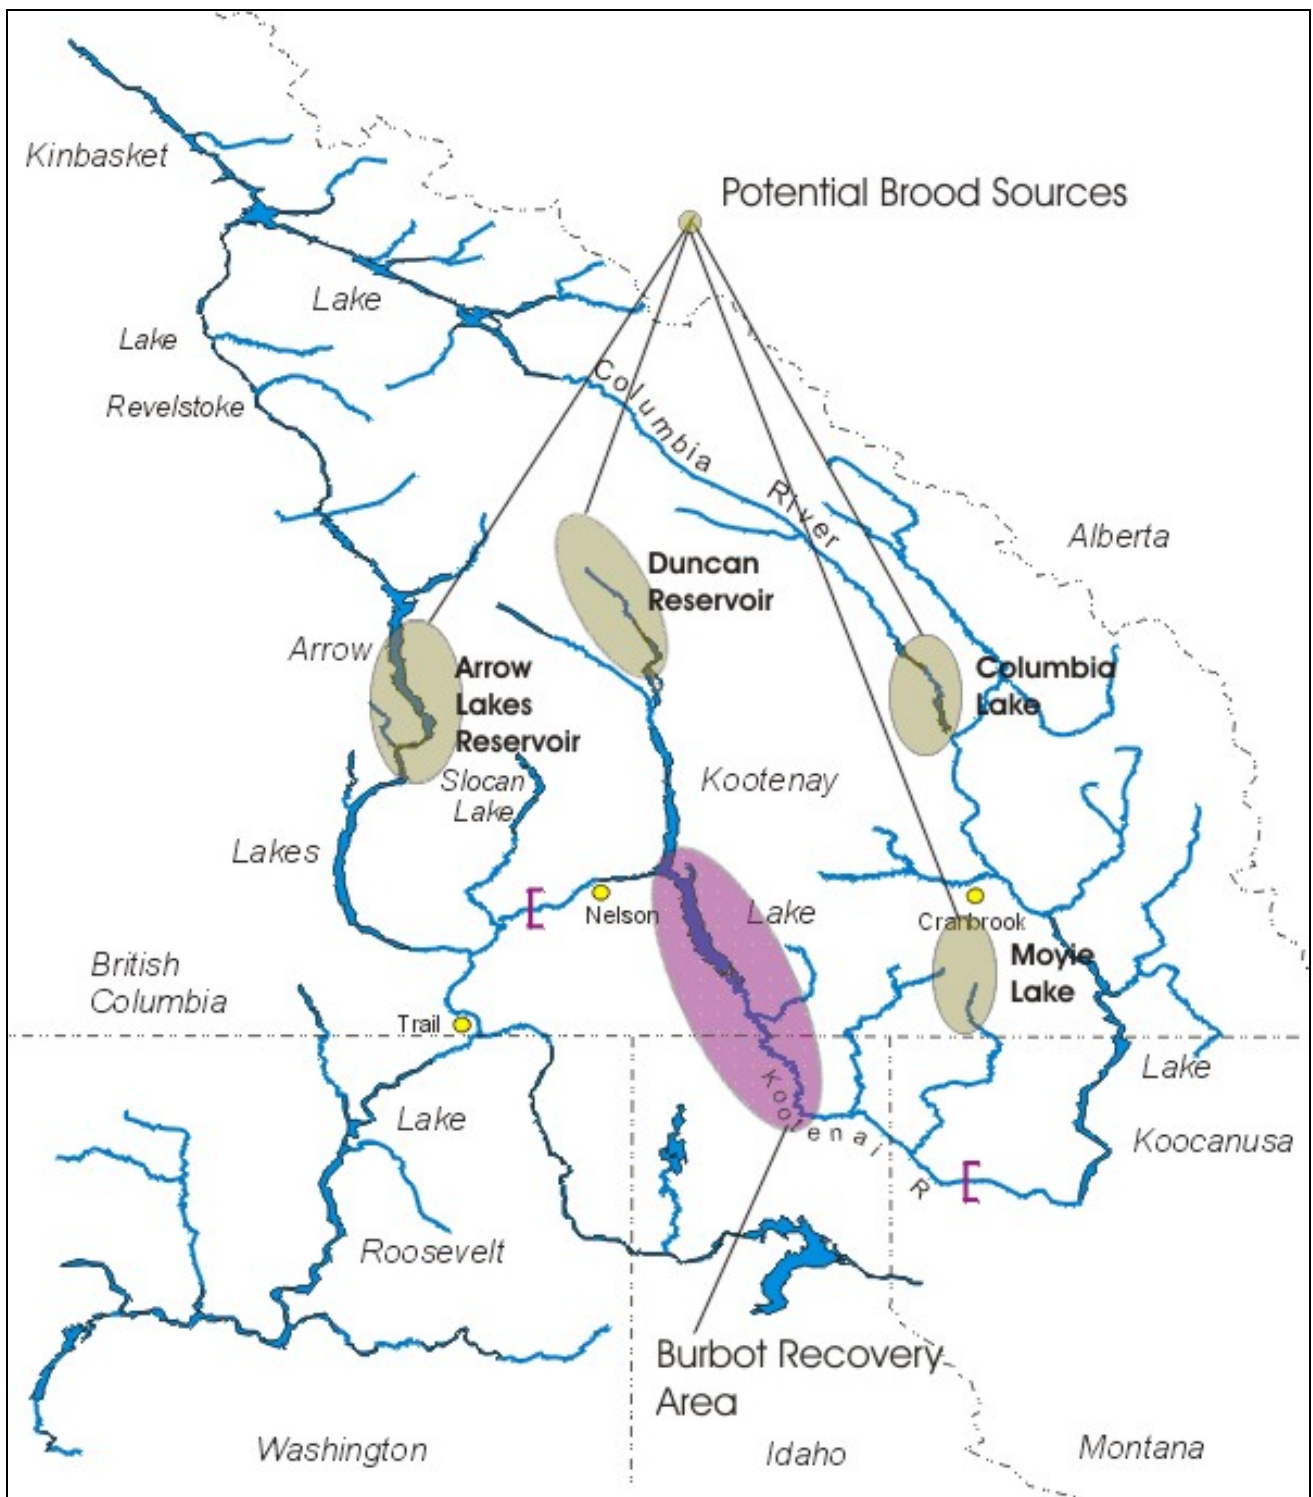 Kinbasket
Potential Brood Sources
Lake
Lake
Revelstoke
Columbia
River
Alberta
Duncan
Reservoir
Arrow
Arrow
Lakes
Reservoir
Columbia
Lake
Slocan
Lake
Kootenay
Lakes
Nelson
Lake
Cranbrook
Moyie
Lake
British
Columbia
Trail
Lake
Koocanusa
Kootenai R
Lake
Roosevelt
Burbot Recovery
Area
Washington
Idaho
Montana